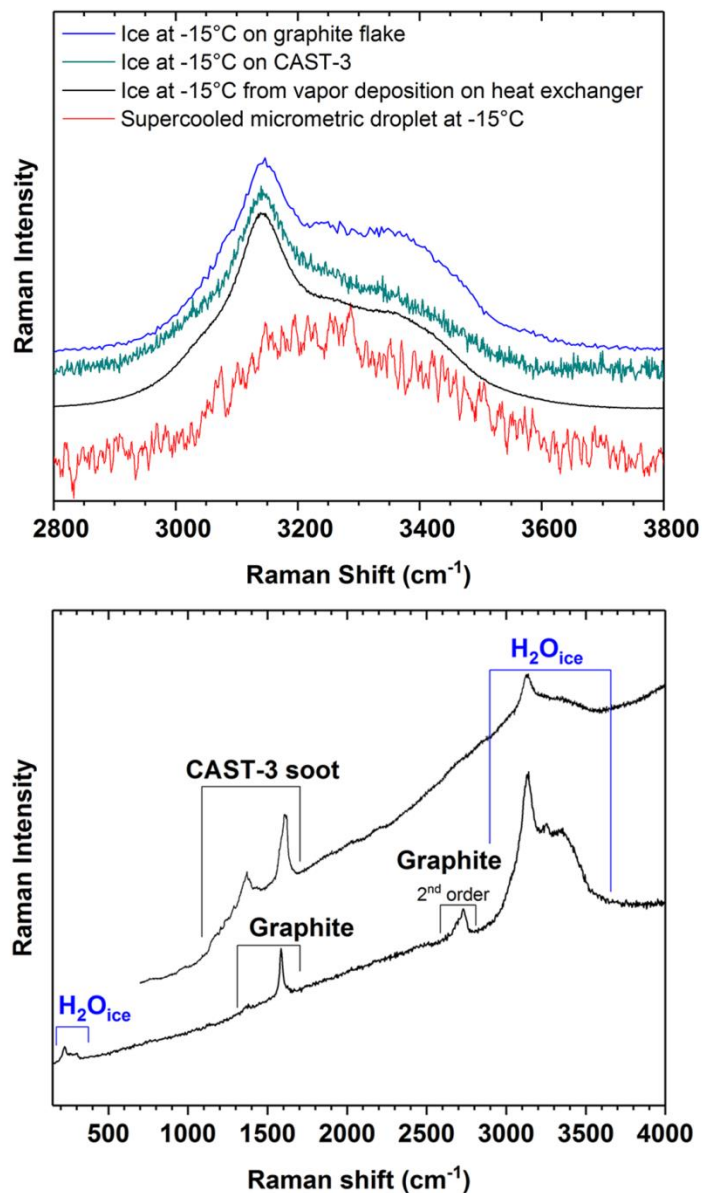 Ice at -15°C on graphite flake
Ice at -15°C on CAST-3
Ice at -15°C from vapor deposition on heat exchanger
Supercooled micrometric droplet at -15°C
Raman Intensity
2800 3000 3200 3400 3600 3800
Raman Shift (cm⁻¹)
H₂O_ice
CAST-3 soot
Graphite
2nd order
Graphite
H₂O_ice
Raman Intensity
500 1000 1500 2000 2500 3000 3500 4000
Raman shift (cm⁻¹)